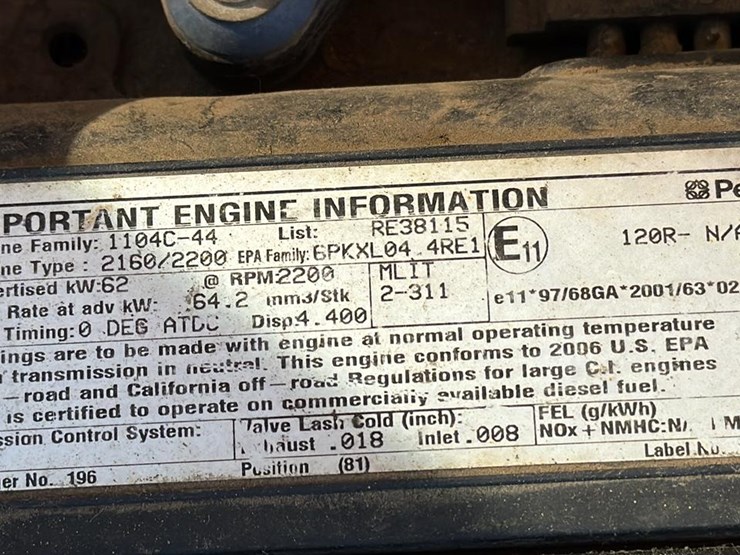 PORTANT ENGINE INFORMATION Pe
ne Family: 1104C-44 List: RE38115
ne Type : 2160/2200 EPA Family: 6PKXL04.4RE1
E11 120R- N/A
ertised kW:62 @ RPM:2200 MLIT
Rate at adv kW: 64.2 mm3/Stk 2-311 e11*97/68GA*2001/63*02
Timing: 0 DEG ATDC Disp:4.400
ings are to be made with engine at normal operating temperature
transmission in neutral. This engine conforms to 2006 U.S. EPA
-road and California off-road Regulations for large C.I. engines
is certified to operate on commercially available diesel fuel.
ssion Control System: Valve Lash Cold (inch): FEL (g/kWh)
haust .018 Inlet .008 NOx + NMHC:N/ M
er No. 196 Position (81) Label No.